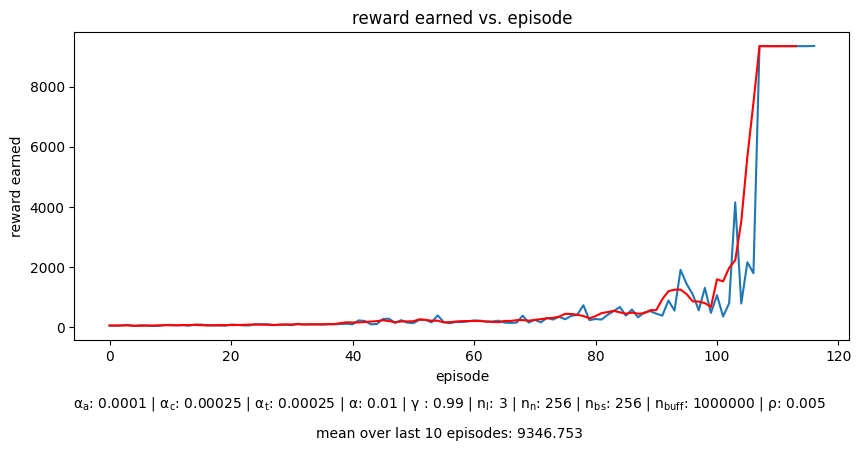 reward earned vs. episode
reward earned
8000
6000
4000
2000
0
0 20 40 60 80 100 120
episode
αa: 0.0001 | αc: 0.00025 | αt: 0.00025 | α: 0.01 | γ : 0.99 | nl: 3 | nn: 256 | nbs: 256 | nbuff: 1000000 | ρ: 0.005
mean over last 10 episodes: 9346.753